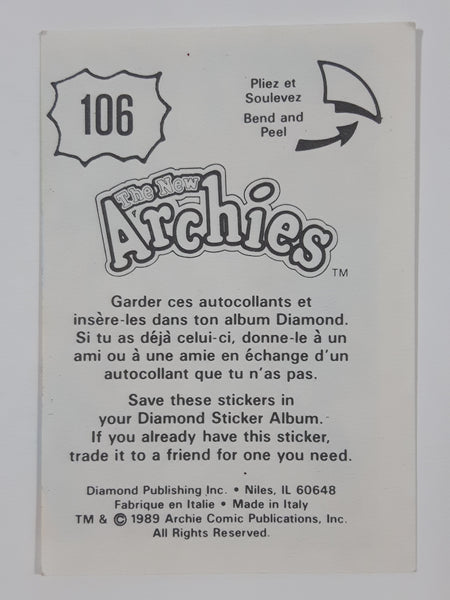 106
Pliez et
Soulevez
Bend and
Peel
The New
Archies
TM
Garder ces autocollants et
insère-les dans ton album Diamond.
Si tu as déjà celui-ci, donne-le à un
ami ou à une amie en échange d'un
autocollant que tu n'as pas.
Save these stickers in
your Diamond Sticker Album.
If you already have this sticker,
trade it to a friend for one you need.
Diamond Publishing Inc. • Niles, IL 60648
Fabrique en Italie • Made in Italy
TM & © 1989 Archie Comic Publications, Inc.
All Rights Reserved.